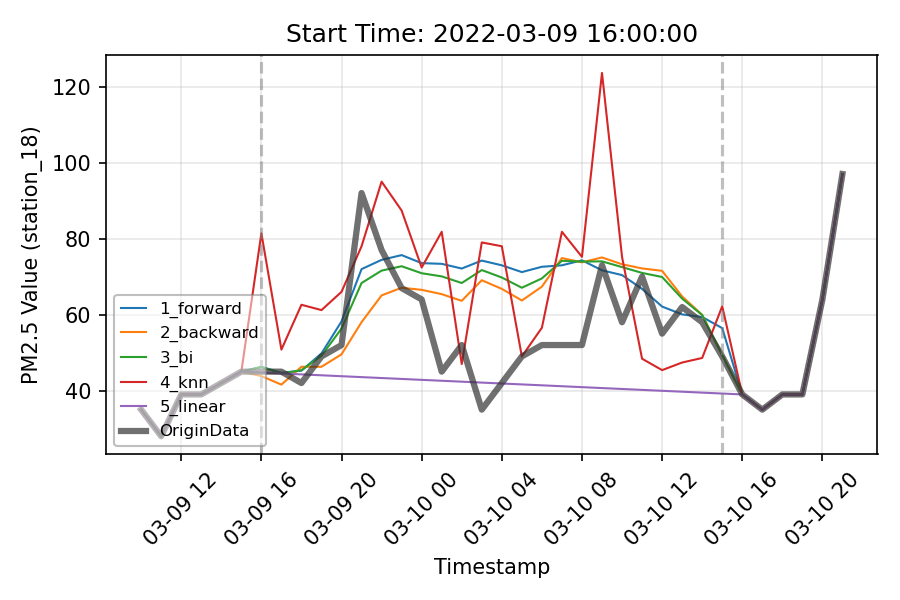 Start Time: 2022-03-09 16:00:00
PM2.5 Value (station_18)
120
100
80
60
40
1_forward
2_backward
3_bi
4_knn
5_linear
OriginData
03-09 12
03-09 16
03-09 20
03-10 00
03-10 04
03-10 08
03-10 12
03-10 16
03-10 20
Timestamp